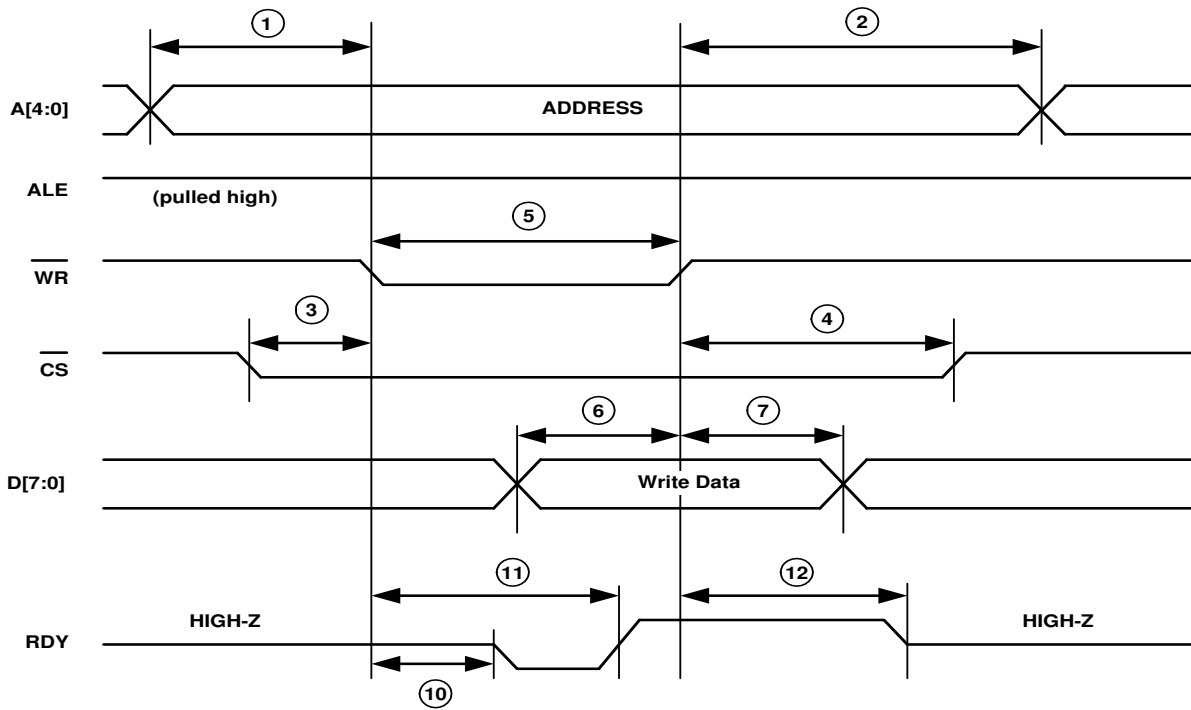 1
2
A[4:0]
ADDRESS
ALE
(pulled high)
5
WR
3
4
CS
6
7
D[7:0]
Write Data
11
12
HIGH-Z
HIGH-Z
RDY
10